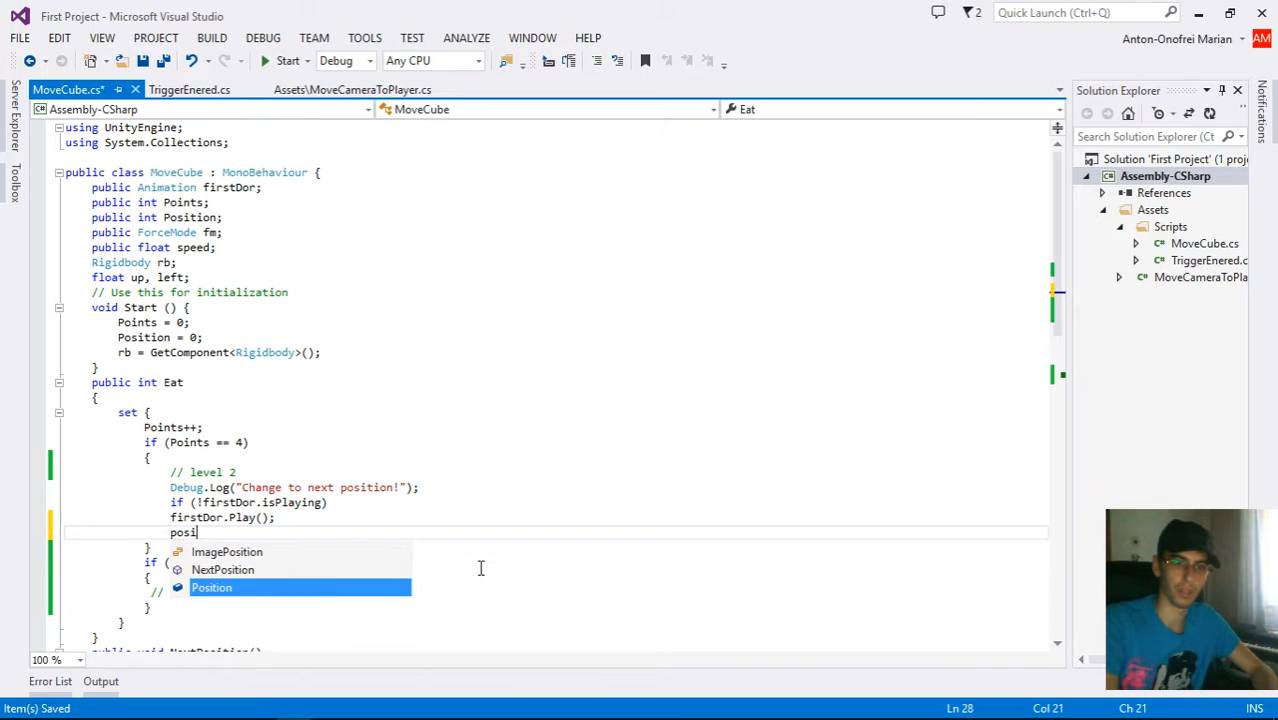 First Project - Microsoft Visual Studio
2
Quick Launch (Ctrl+Q)
FILE EDIT VIEW PROJECT BUILD DEBUG TEAM TOOLS TEST ANALYZE WINDOW HELP
Anton-Onofrei Marian AM
Start Debug Any CPU
MoveCube.cs* TriggerEnered.cs Assets\MoveCameraToPlayer.cs
Assembly-CSharp MoveCube Eat
Server Explorer
Toolbox
using UnityEngine;
using System.Collections;
public class MoveCube : MonoBehaviour {
public Animation firstDor;
public int Points;
public int Position;
public ForceMode fm;
public float speed;
Rigidbody rb;
float up, left;
// Use this for initialization
void Start () {
Points = 0;
Position = 0;
rb = GetComponent<Rigidbody>();
}
public int Eat
{
set {
Points++;
if (Points == 4)
{
// level 2
Debug.Log("Change to next position!");
if (!firstDor.isPlaying)
firstDor.Play();
posi
}
if (
{
//
}
}
}
public void NextPosition()
ImagePosition
NextPosition
Position
Solution Explorer
Search Solution Explorer (Ct
Solution 'First Project' (1 proje
Assembly-CSharp
References
Assets
Scripts
MoveCube.cs
TriggerEnered.c
MoveCameraToPla
Notifications
100 %
Error List Output
Item(s) Saved Ln 28 Col 21 Ch 21 INS